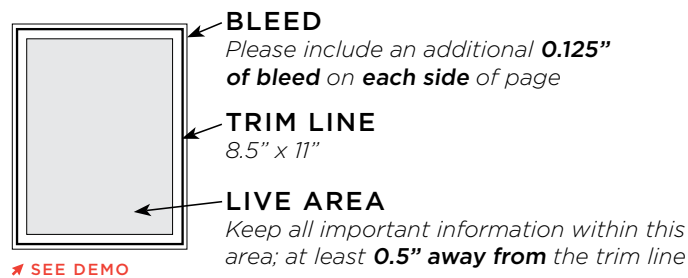 BLEED
Please include an additional 0.125”
of bleed on each side of page
TRIM LINE
8.5” x 11”
LIVE AREA
Keep all important information within this
area; at least 0.5” away from the trim line
SEE DEMO